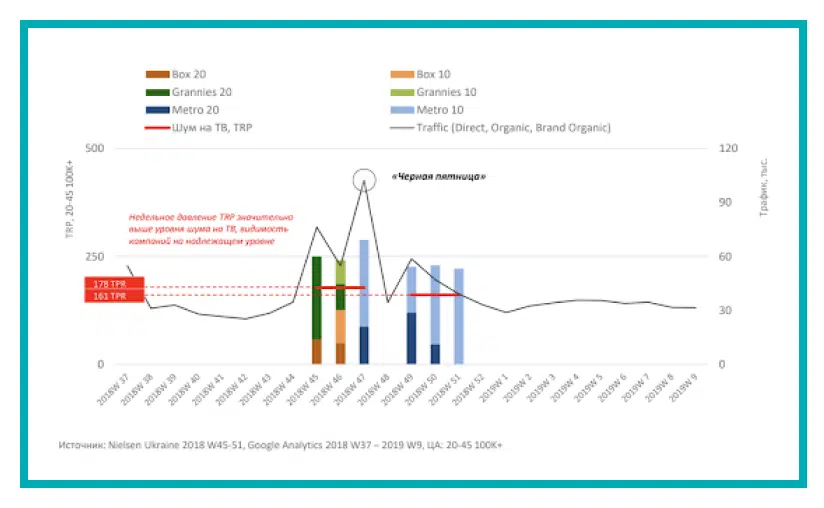 Box 20
Box 10
Grannies 20
Grannies 10
Metro 20
Metro 10
Шум на ТВ, TRP
Traffic (Direct, Organic, Brand Organic)
500
120
«Черная пятница»
TRP, 20-45 100K+
Трафик, тыс.
90
Недельное давление TRP значительно
выше уровня шума на ТВ, видимость
кампаний на надлежащем уровне
250
60
178 TPR
161 TPR
30
0
0
2018W 37
2018W 38
2018W 39
2018W 40
2018W 41
2018W 42
2018W 43
2018W 44
2018W 45
2018W 46
2018W 47
2018W 48
2018W 49
2018W 50
2018W 51
2018W 52
2019W 1
2019W 2
2019W 3
2019W 4
2019W 5
2019W 6
2019W 7
2019W 8
2019W 9
Источник: Nielsen Ukraine 2018 W45-51, Google Analytics 2018 W37 – 2019 W9, ЦА: 20-45 100K+